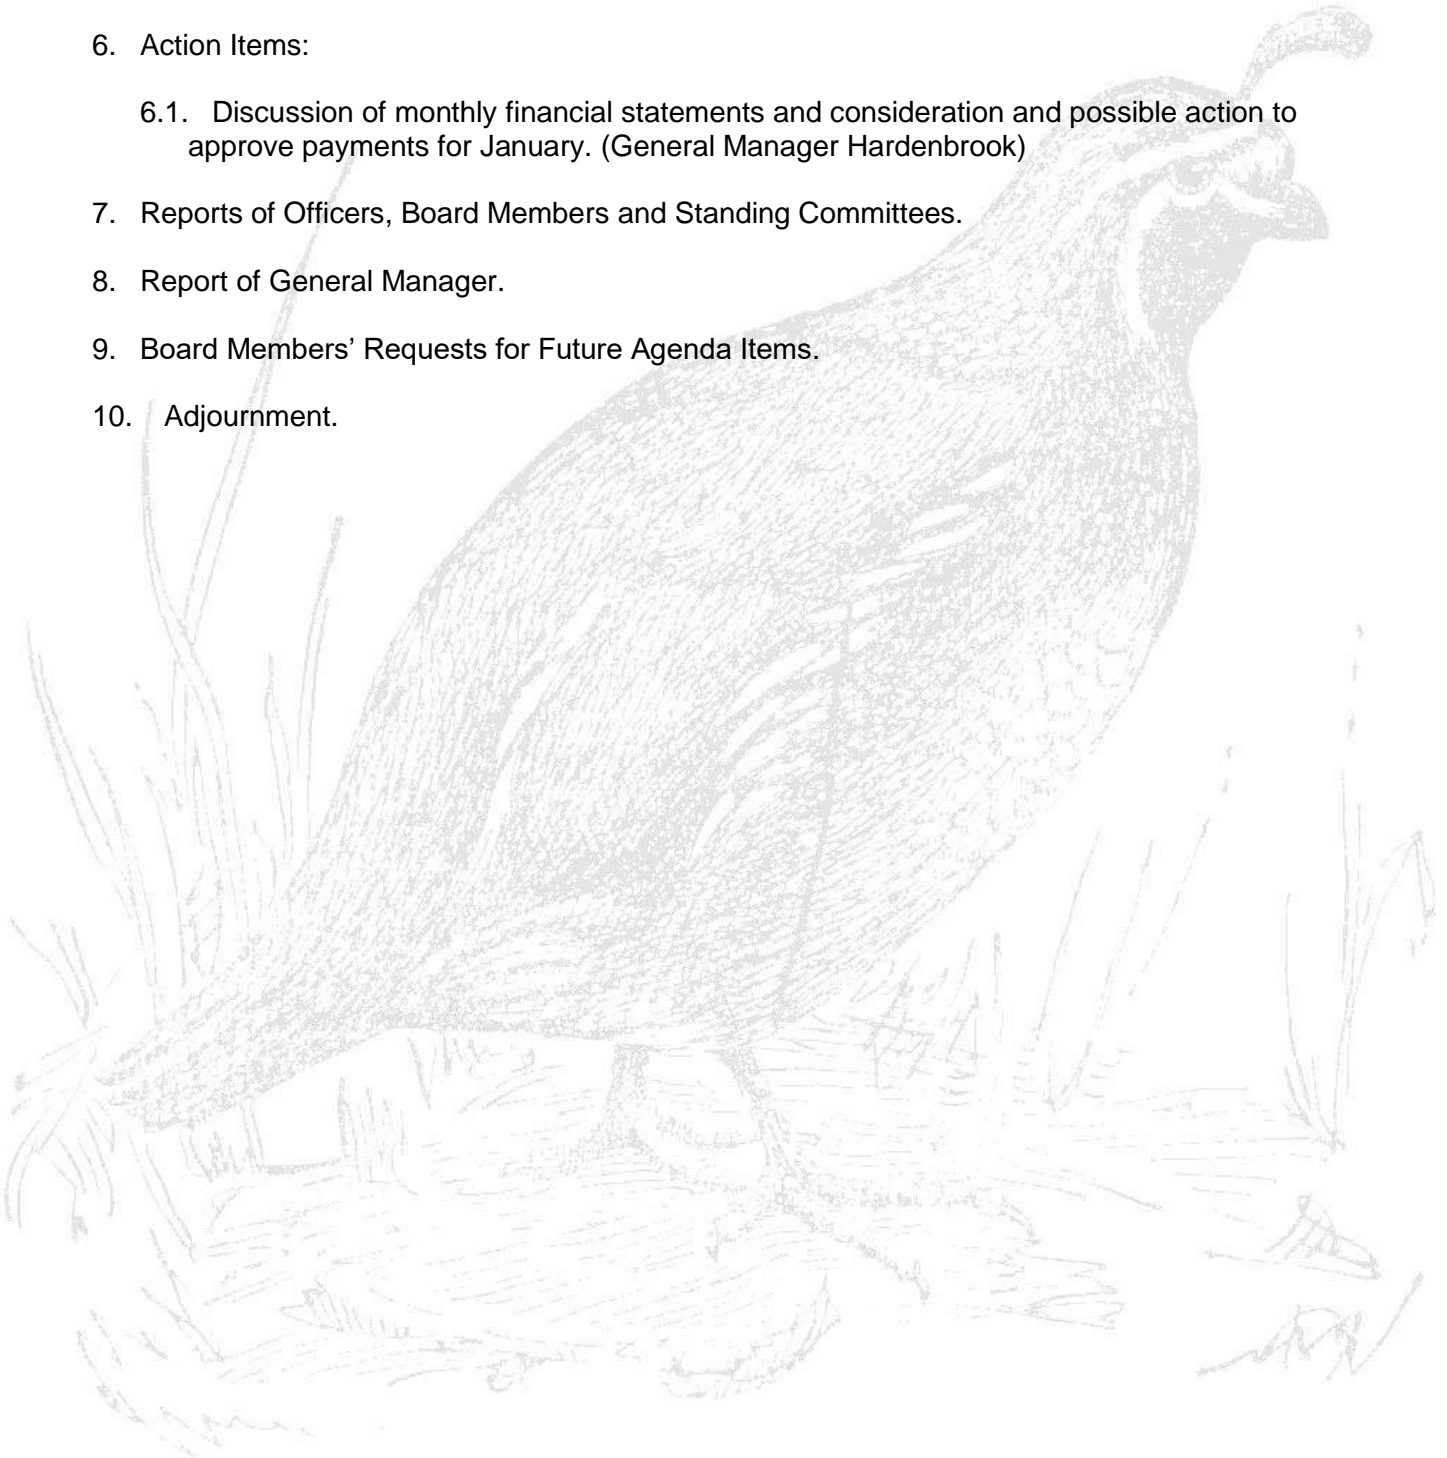 6. Action Items:
6.1. Discussion of monthly financial statements and consideration and possible action to
approve payments for January. (General Manager Hardenbrook)
7. Reports of Officers, Board Members and Standing Committees.
8. Report of General Manager.
9. Board Members’ Requests for Future Agenda Items.
10. Adjournment.